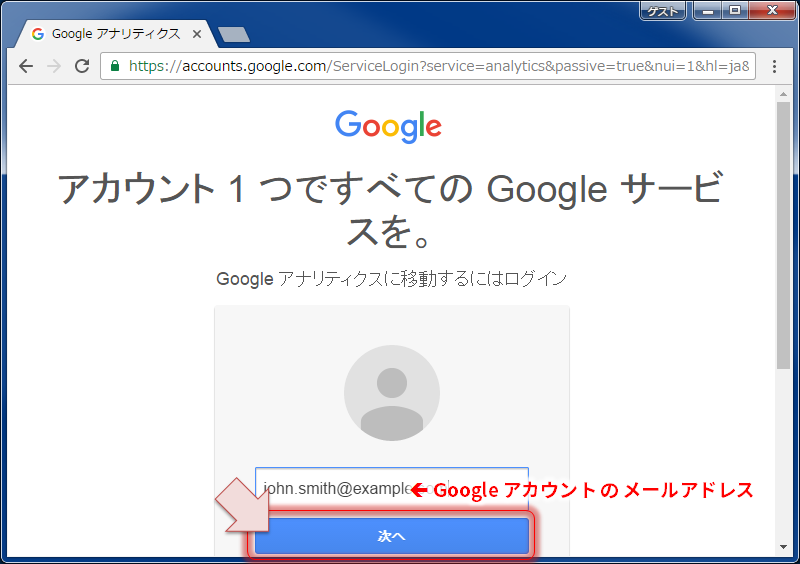 ゲスト
Google アナリティクス
https://accounts.google.com/ServiceLogin?service=analytics&passive=true&nui=1&hl=ja&
Google
アカウント 1 つですべての Google サービ
スを。
Google アナリティクスに移動するにはログイン
john.smith@example
← Google アカウント の メールアドレス
次へ